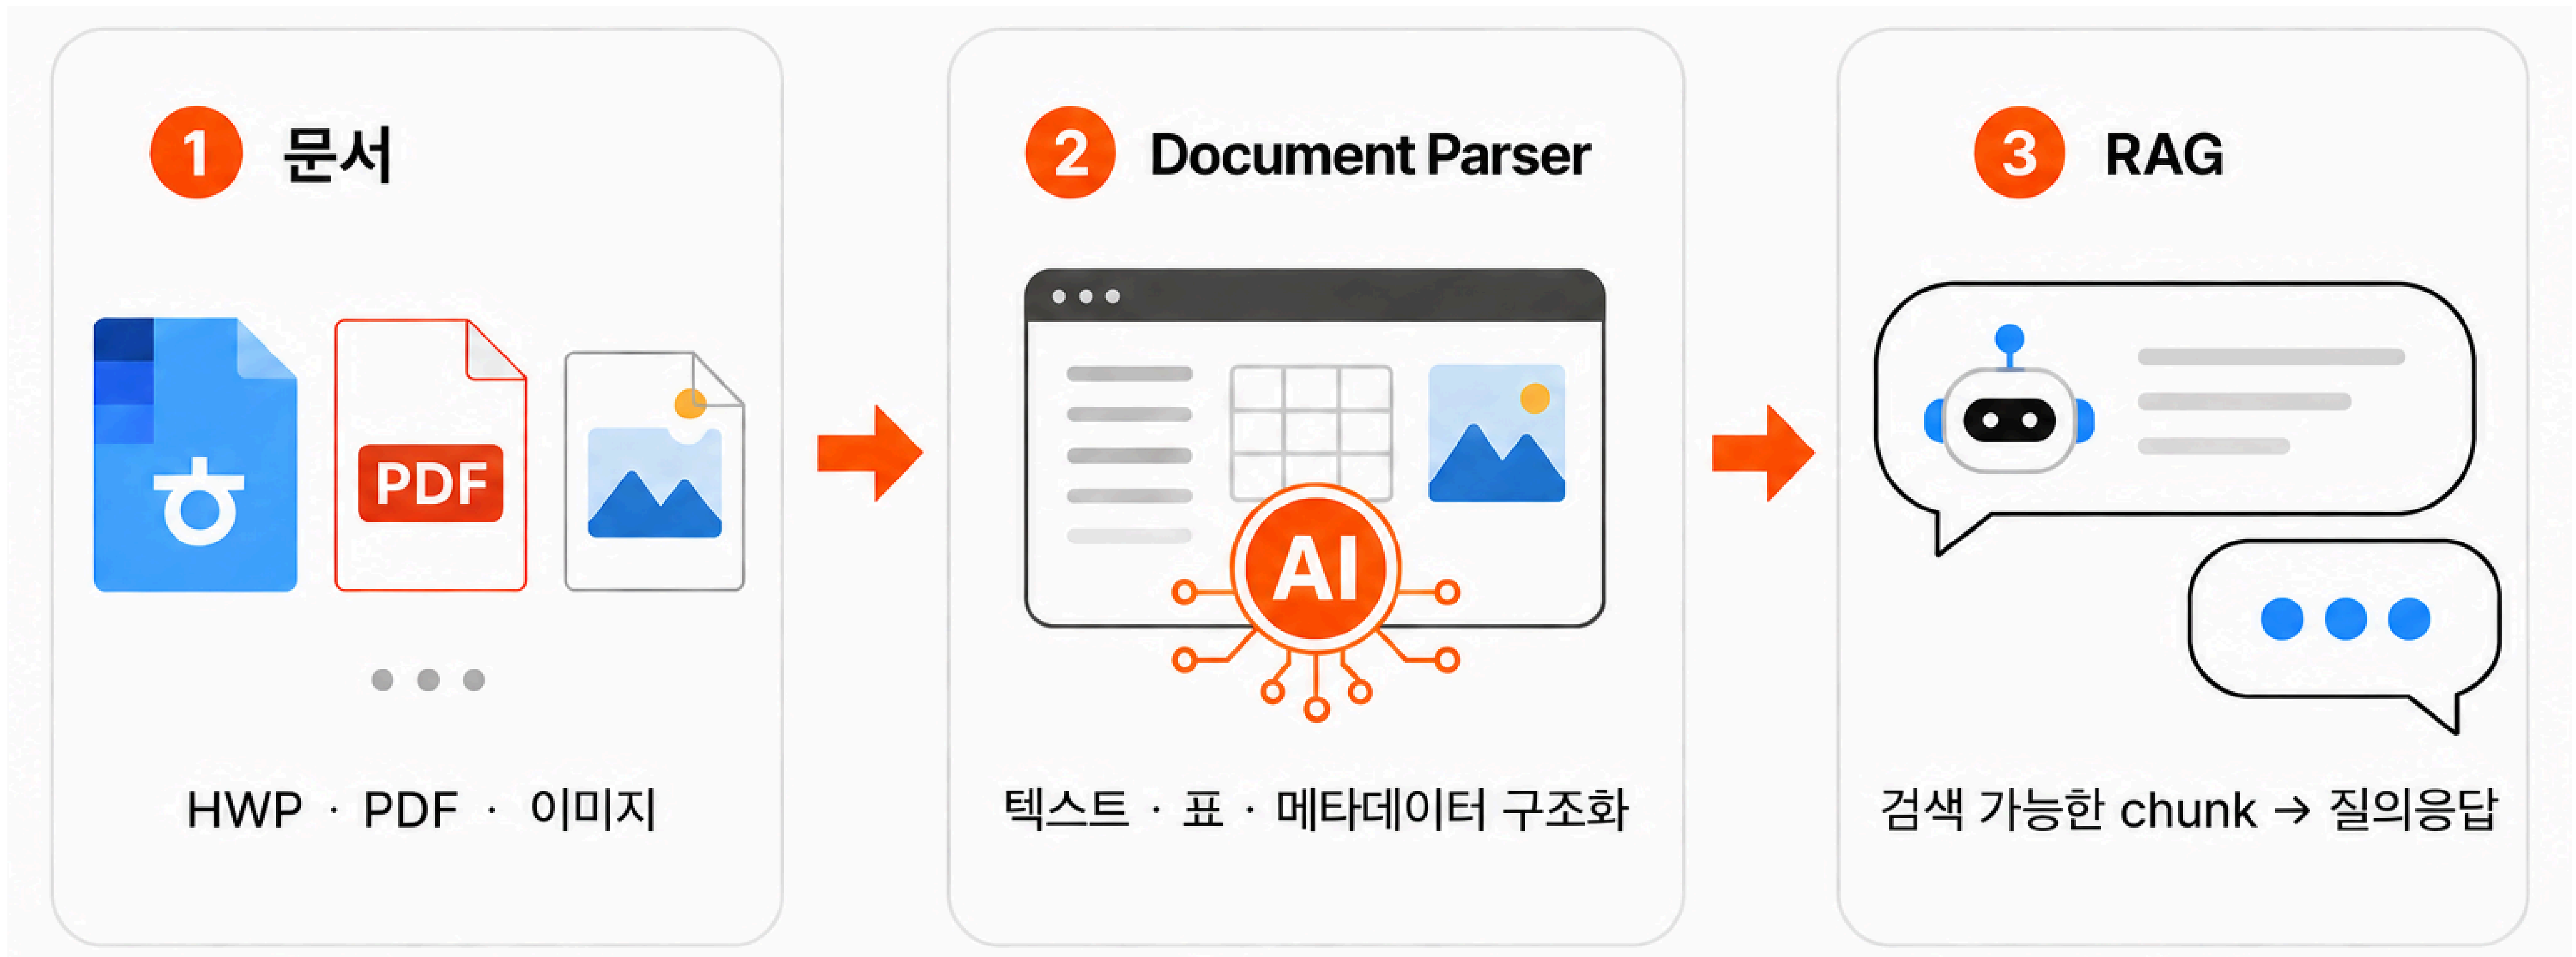 1 문서
ㅎ
PDF
HWP · PDF · 이미지
2 Document Parser
AI
텍스트 · 표 · 메타데이터 구조화
3 RAG
검색 가능한 chunk → 질의응답